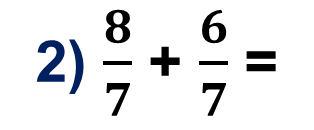 2) 8/7 + 6/7 =